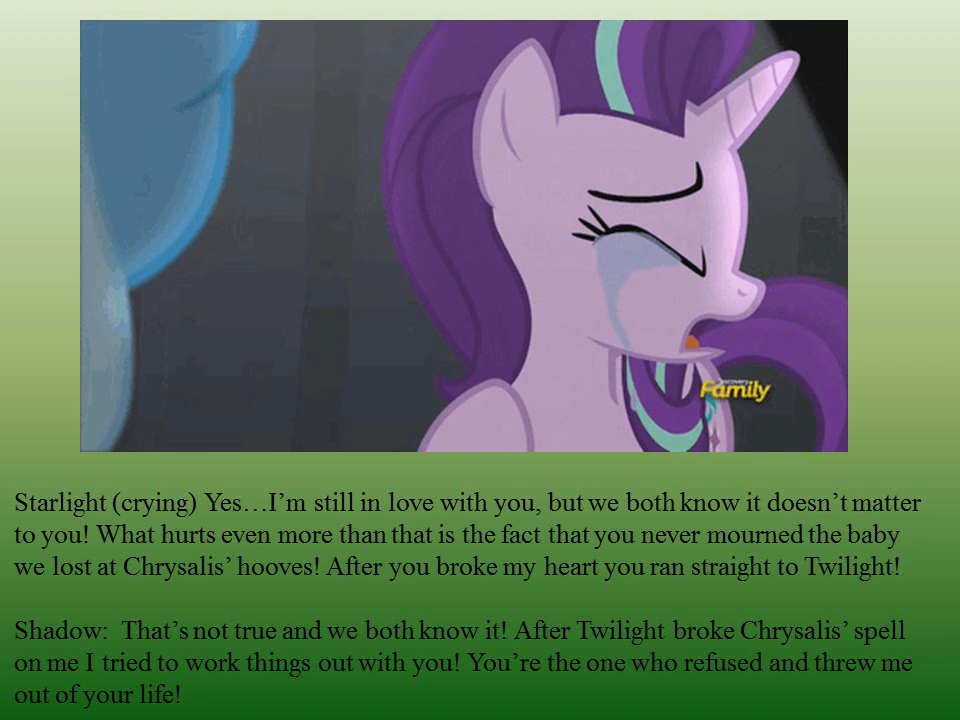 Discovery
Family
Starlight (crying) Yes…I’m still in love with you, but we both know it doesn’t matter
to you! What hurts even more than that is the fact that you never mourned the baby
we lost at Chrysalis’ hooves! After you broke my heart you ran straight to Twilight!
Shadow:  That’s not true and we both know it! After Twilight broke Chrysalis’ spell
on me I tried to work things out with you! You’re the one who refused and threw me
out of your life!